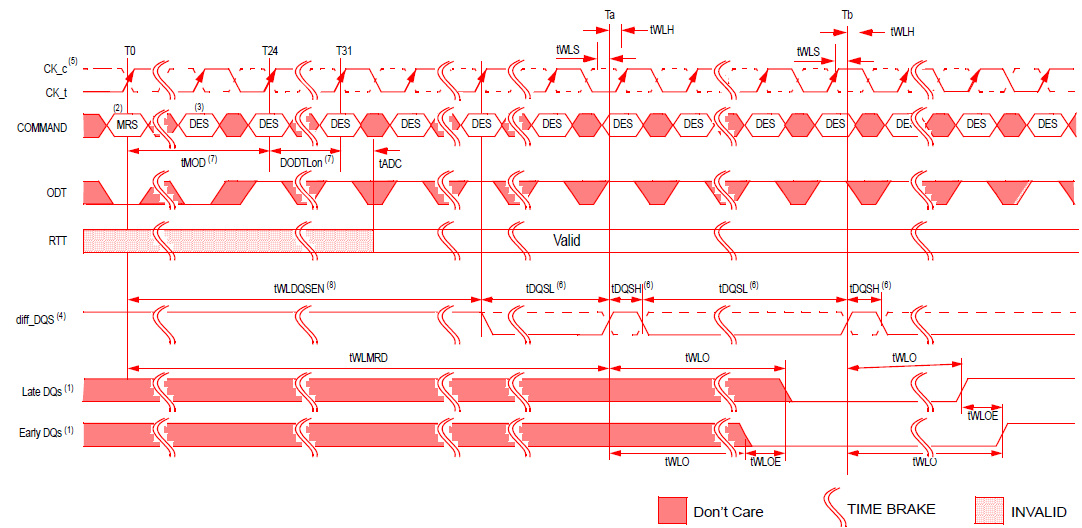 Ta Tb
tWLH tWLH
T0 T24 T31 tWLS tWLS
CK_c (5)
CK_t
(2) (3)
COMMAND MRS DES DES DES DES DES DES DES DES DES DES DES DES DES
tMOD (7) DODTLon (7) tADC
ODT
RTT Valid
tWLDQSEN (8) tDQSL (6) tDQSH (6) tDQSL (6) tDQSH (6)
diff_DQS (4)
tWLMRD tWLO tWLO
Late DQs (1)
tWLOE
Early DQs (1)
tWLO tWLOE tWLO
Don't Care TIME BRAKE INVALID